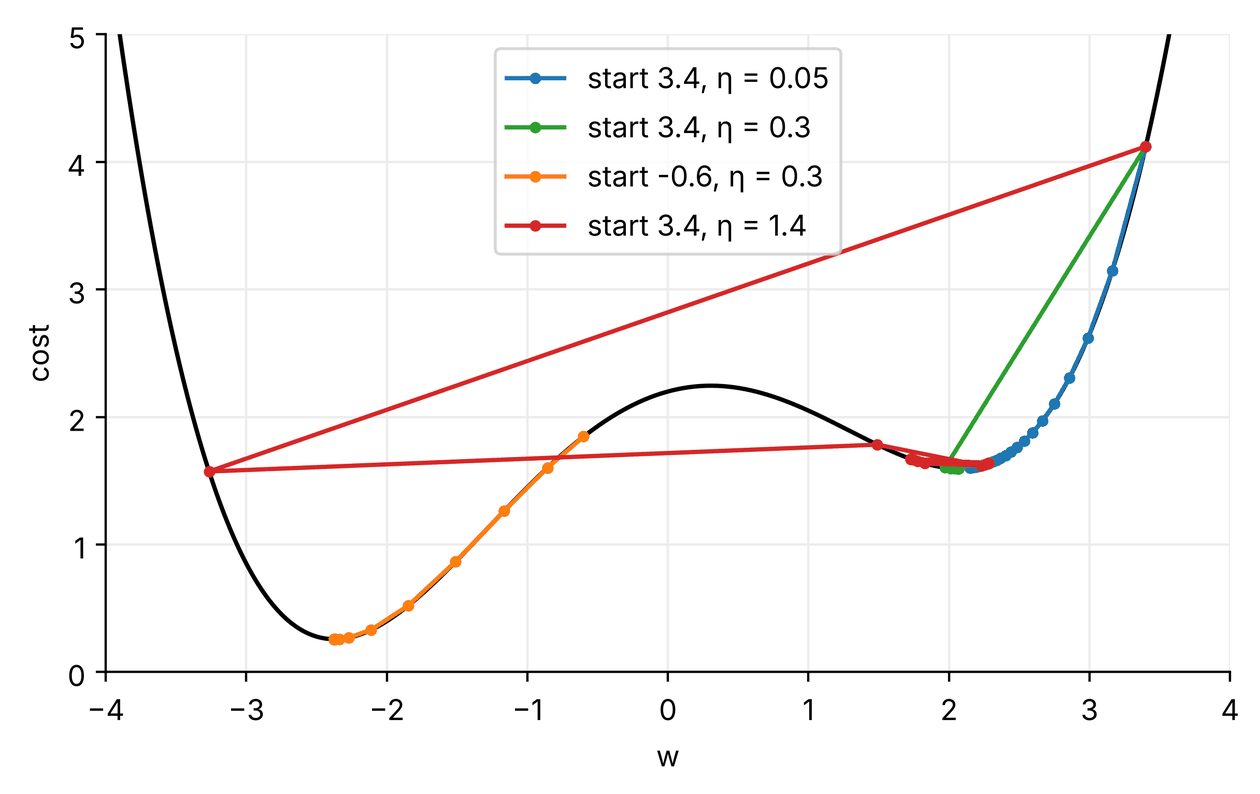 5
4
3
2
1
0
cost
start 3.4, η = 0.05
start 3.4, η = 0.3
start -0.6, η = 0.3
start 3.4, η = 1.4
−4 −3 −2 −1 0 1 2 3 4
w